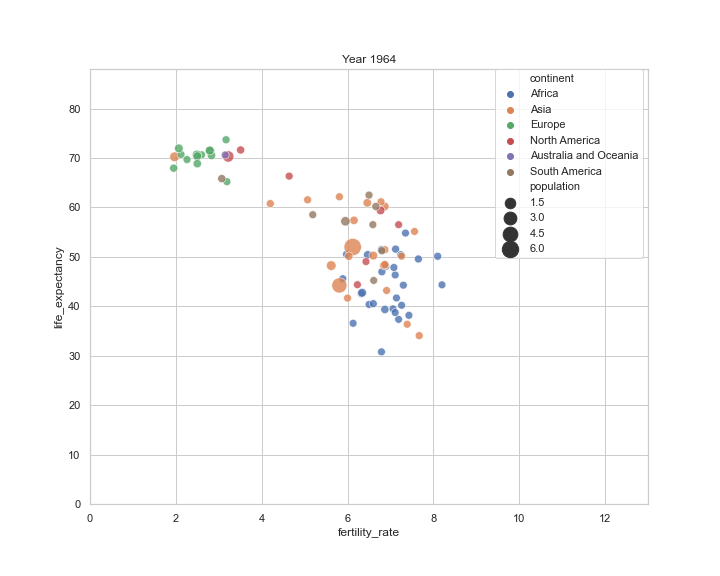 Year 1964
continent
Africa
Asia
Europe
North America
Australia and Oceania
South America
population
1.5
3.0
4.5
6.0
life_expectancy
80
70
60
50
40
30
20
10
0
0 2 4 6 8 10 12
fertility_rate